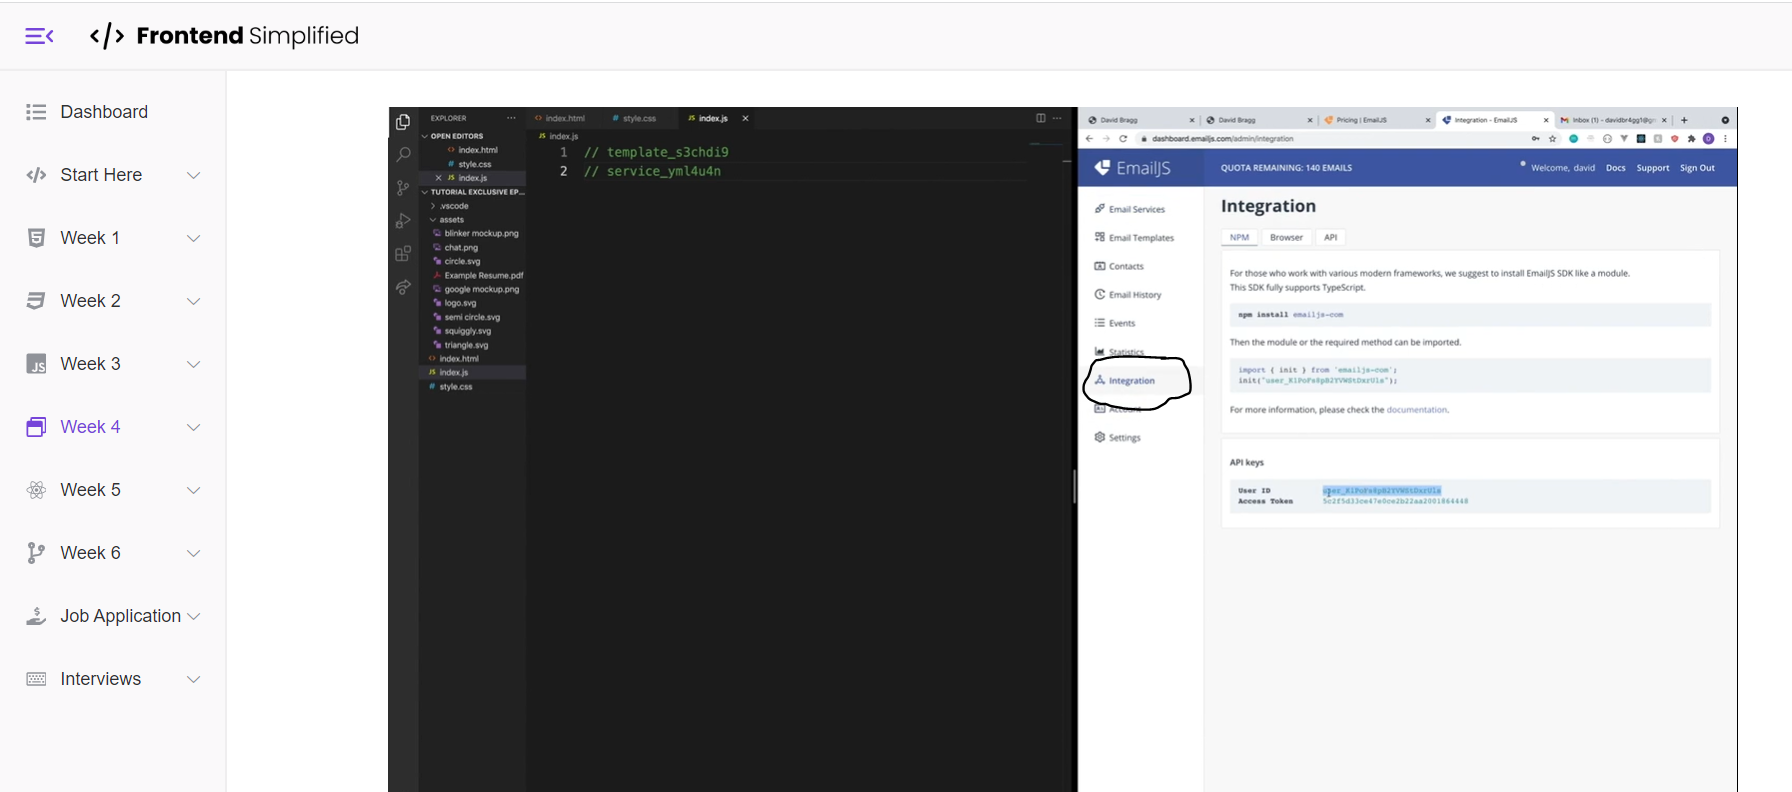 Frontend Simplified
Dashboard
Start Here
Week 1
Week 2
Week 3
Week 4
Week 5
Week 6
Job Application
Interviews
EXPLORER
OPEN EDITORS
index.html
style.css
index.js
TUTORIAL EXCLUSIVE EP...
.vscode
assets
blinker mockup.png
chat.png
circle.svg
Example Resume.pdf
google mockup.png
logo.svg
semi circle.svg
squiggly.svg
triangle.svg
index.html
index.js
style.css
index.html
style.css
index.js
index.js
1 // template_s3chdi9
2 // service_yml4u4n
David Bragg
David Bragg
Pricing | EmailJS
Integration - EmailJS
Inbox (1) - davidbr4gg1@gm
dashboard.emailjs.com/admin/integration
EmailJS
QUOTA REMAINING: 140 EMAILS
Welcome, david
Docs
Support
Sign Out
Email Services
Email Templates
Contacts
Email History
Events
Statistics
Integration
Account
Settings
Integration
NPM
Browser
API
For those who work with various modern frameworks, we suggest to install EmailJS SDK like a module.
This SDK fully supports TypeScript.
npm install emailjs-com
Then the module or the required method can be imported.
import { init } from 'emailjs-com';
For more information, please check the documentation.
API keys
User ID
Access Token